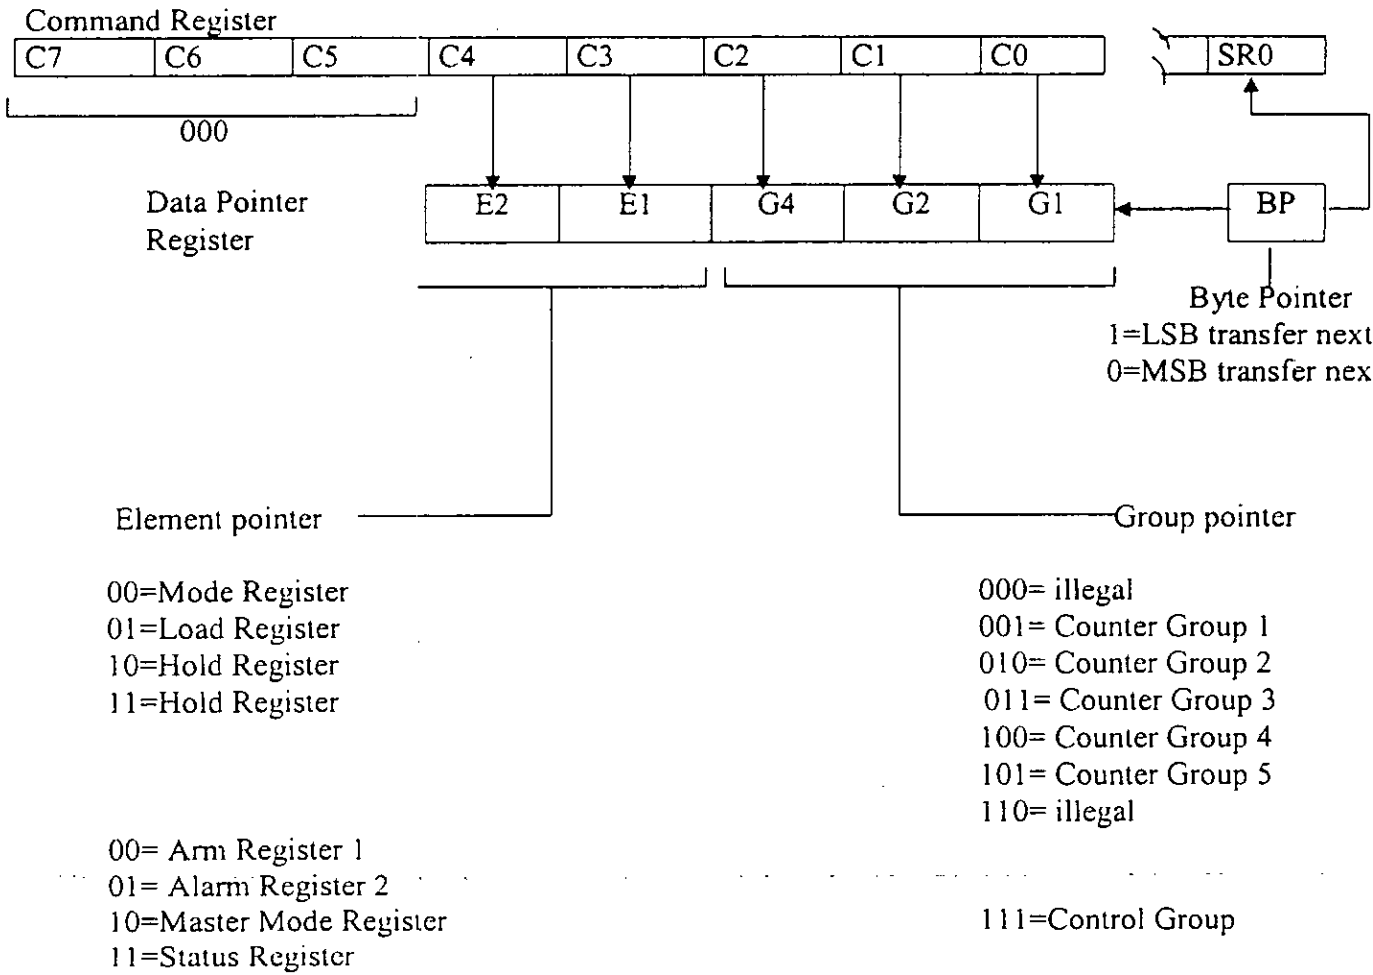 Command Register
C7 C6 C5 C4 C3 C2 C1 C0 SR0
000
Data Pointer
Register
E2 E1 G4 G2 G1 BP
Byte Pointer
1=LSB transfer next
0=MSB transfer nex
Element pointer
Group pointer
00=Mode Register
01=Load Register
10=Hold Register
11=Hold Register
000= illegal
001= Counter Group 1
010= Counter Group 2
011= Counter Group 3
100= Counter Group 4
101= Counter Group 5
110= illegal
00= Arm Register 1
01= Alarm Register 2
10=Master Mode Register
11=Status Register
111=Control Group